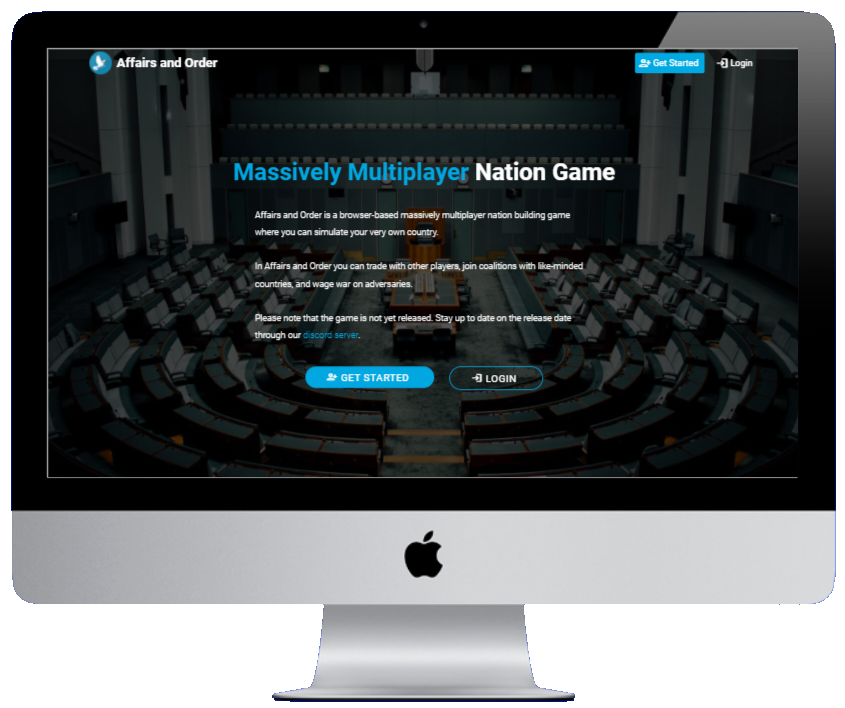 Affairs and Order
Get Started
Login
Massively Multiplayer Nation Game
Affairs and Order is a browser-based massively multiplayer nation building game
where you can simulate your very own country.
In Affairs and Order you can trade with other players, join coalitions with like-minded
countries, and wage war on adversaries.
Please note that the game is not yet released. Stay up to date on the release date
through our discord server.
GET STARTED
LOGIN